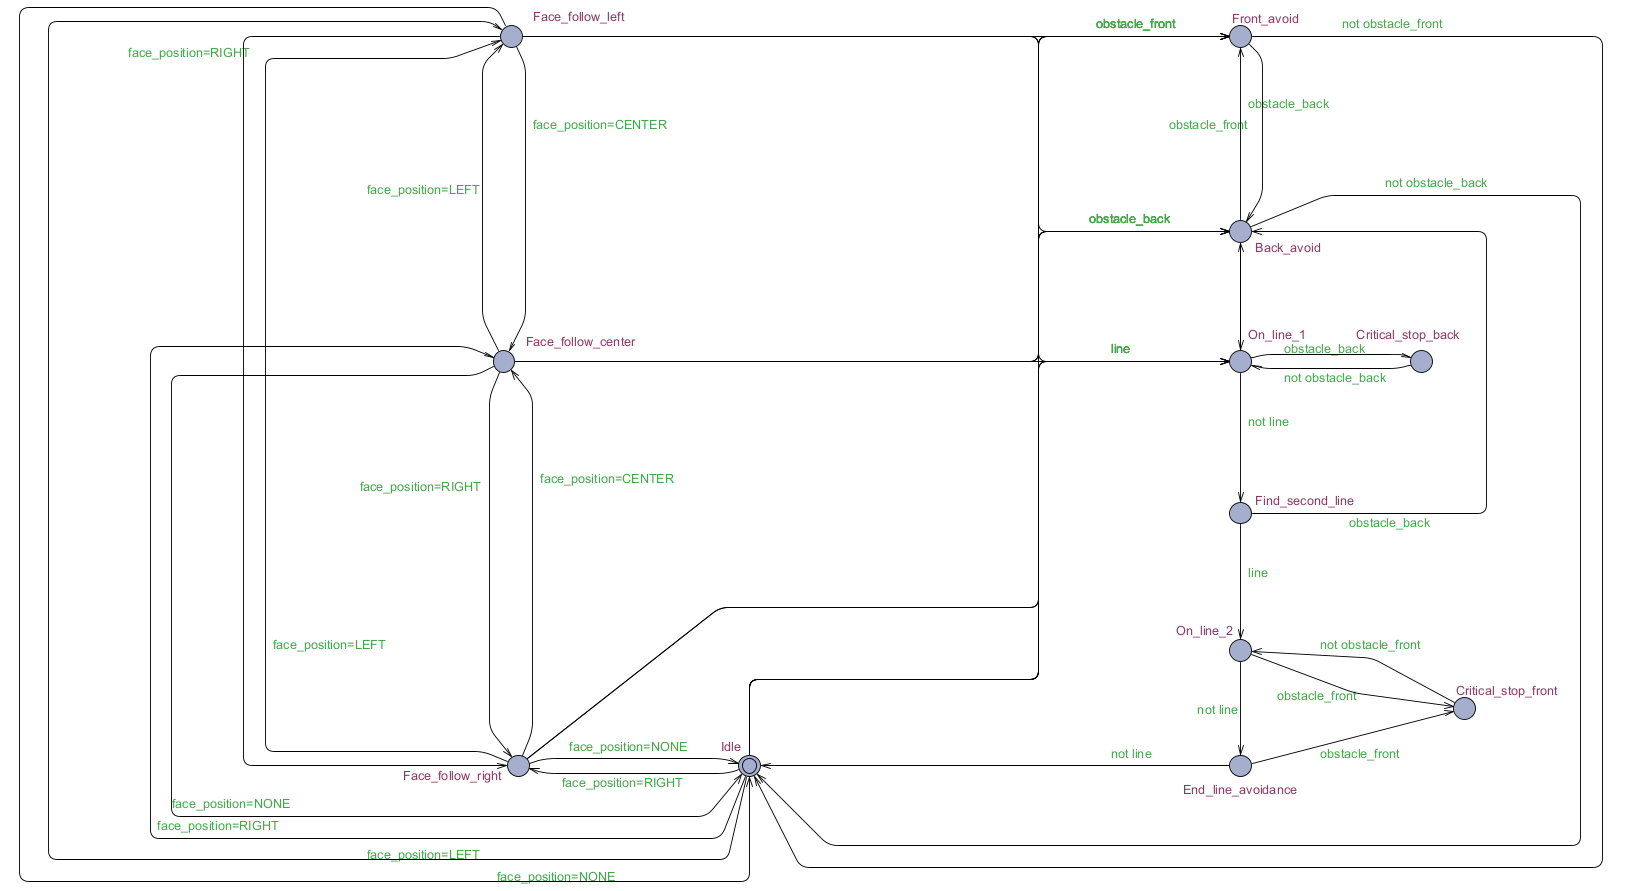 Face_follow_left
obstacle_front
Front_avoid
not obstacle_front
face_position=RIGHT
obstacle_back
face_position=CENTER
obstacle_front
face_position=LEFT
not obstacle_back
obstacle_back
Back_avoid
Face_follow_center
line
On_line_1
Critical_stop_back
obstacle_back
not obstacle_back
not line
face_position=RIGHT
face_position=CENTER
Find_second_line
obstacle_back
line
On_line_2
face_position=LEFT
not obstacle_front
obstacle_front
Critical_stop_front
not line
face_position=NONE
Idle
not line
obstacle_front
Face_follow_right
face_position=RIGHT
End_line_avoidance
face_position=NONE
face_position=RIGHT
face_position=LEFT
face_position=NONE